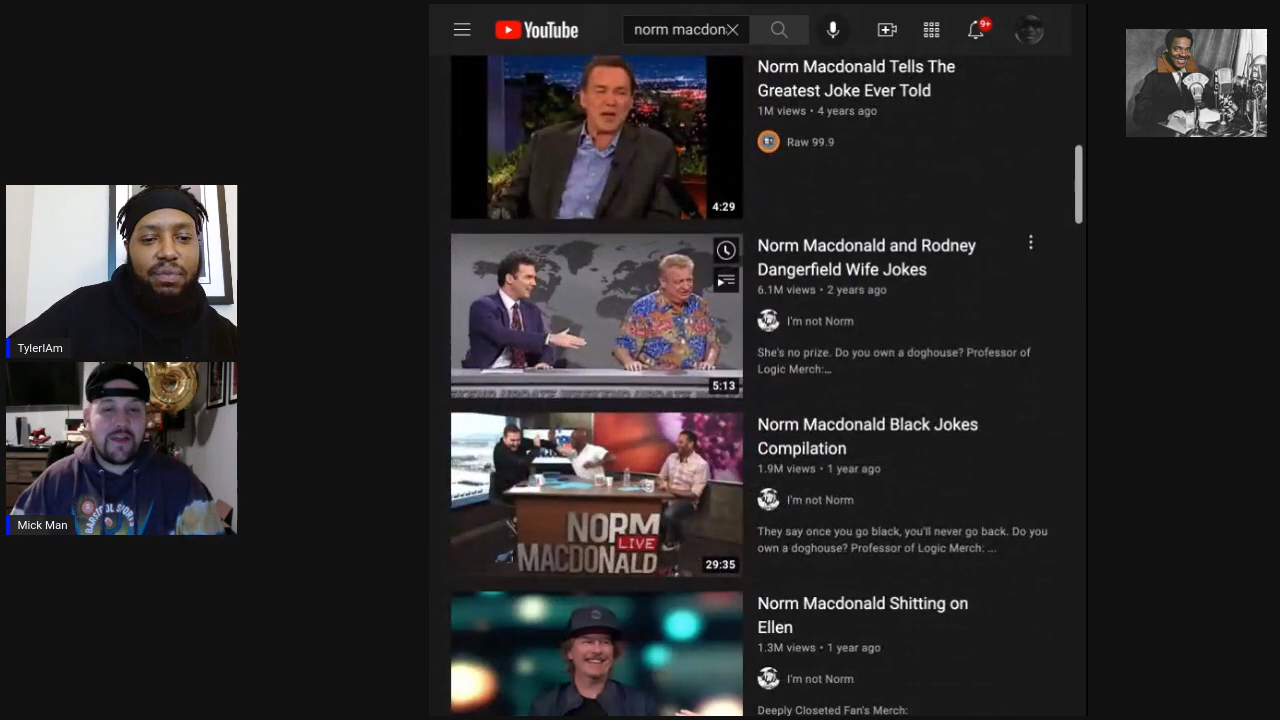 YouTube
norm macdon
9+
Norm Macdonald Tells The
Greatest Joke Ever Told
1M views • 4 years ago
Raw 99.9
4:29
Norm Macdonald and Rodney
Dangerfield Wife Jokes
6.1M views • 2 years ago
I'm not Norm
She's no prize. Do you own a doghouse? Professor of
Logic Merch:...
5:13
Norm Macdonald Black Jokes
Compilation
1.9M views • 1 year ago
I'm not Norm
They say once you go black, you'll never go back. Do you
own a doghouse? Professor of Logic Merch: ...
NORM
LIVE
MACDONALD
29:35
Norm Macdonald Shitting on
Ellen
1.3M views • 1 year ago
I'm not Norm
Deeply Closeted Fan's Merch:
TylerIAm
Mick Man